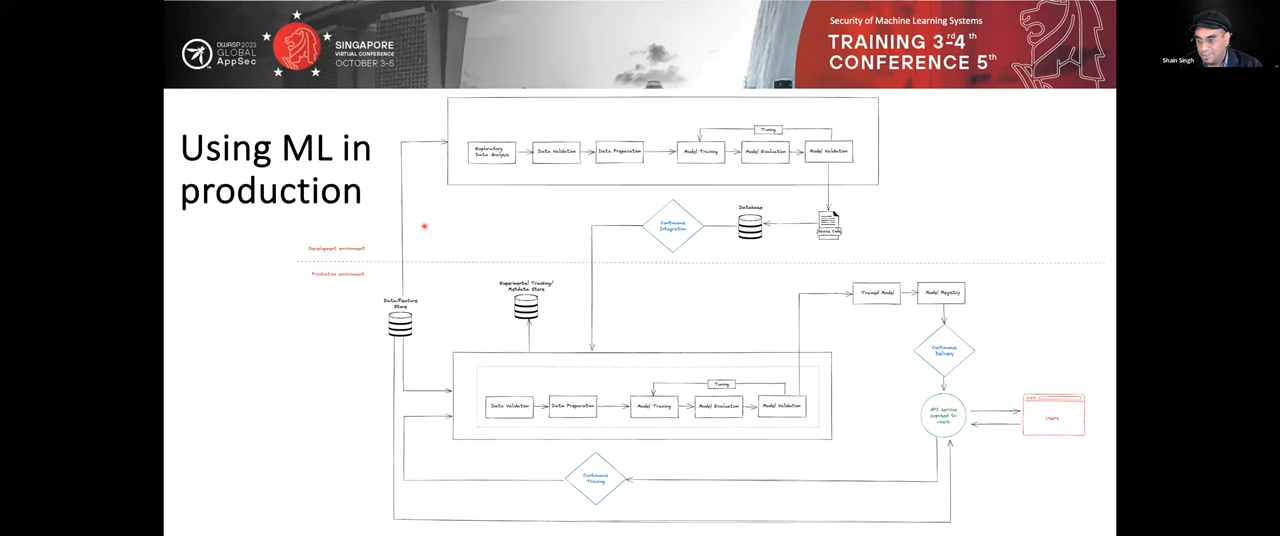 OWASP 2023
GLOBAL
AppSec
SINGAPORE
VIRTUAL CONFERENCE
OCTOBER 3-5
Security of Machine Learning Systems
TRAINING 3rd-4th
CONFERENCE 5th
Shain Singh
Using ML in
production
Tuning
Exploratory
Data Analysis
Data Validation
Data Preparation
Model Training
Model Evaluation
Model Validation
Continuous
Integration
Database
Source Code
Development environment
Production environment
Data/Feature
Store
Experimental Tracking/
Metdata Store
Trained Model
Model Registry
Continuous
Delivery
Tuning
Data Validation
Data Preparation
Model Training
Model Evaluation
Model Validation
API service
exposed to
users
Users
Continuous
Training